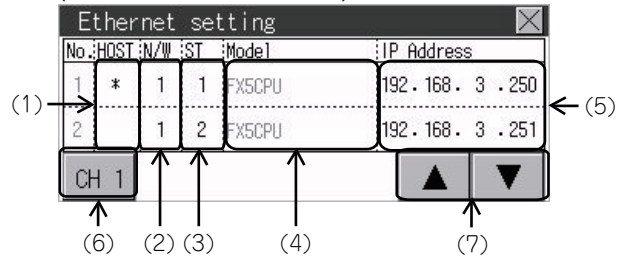 Ethernet setting
No. HOST N/W ST Model IP Address
1 * 1 1 FX5CPU 192.168. 3 .250
2 1 2 FX5CPU 192.168. 3 .251
(1) (5)
CH 1 ▲ ▼
(6) (2) (3) (4) (7)